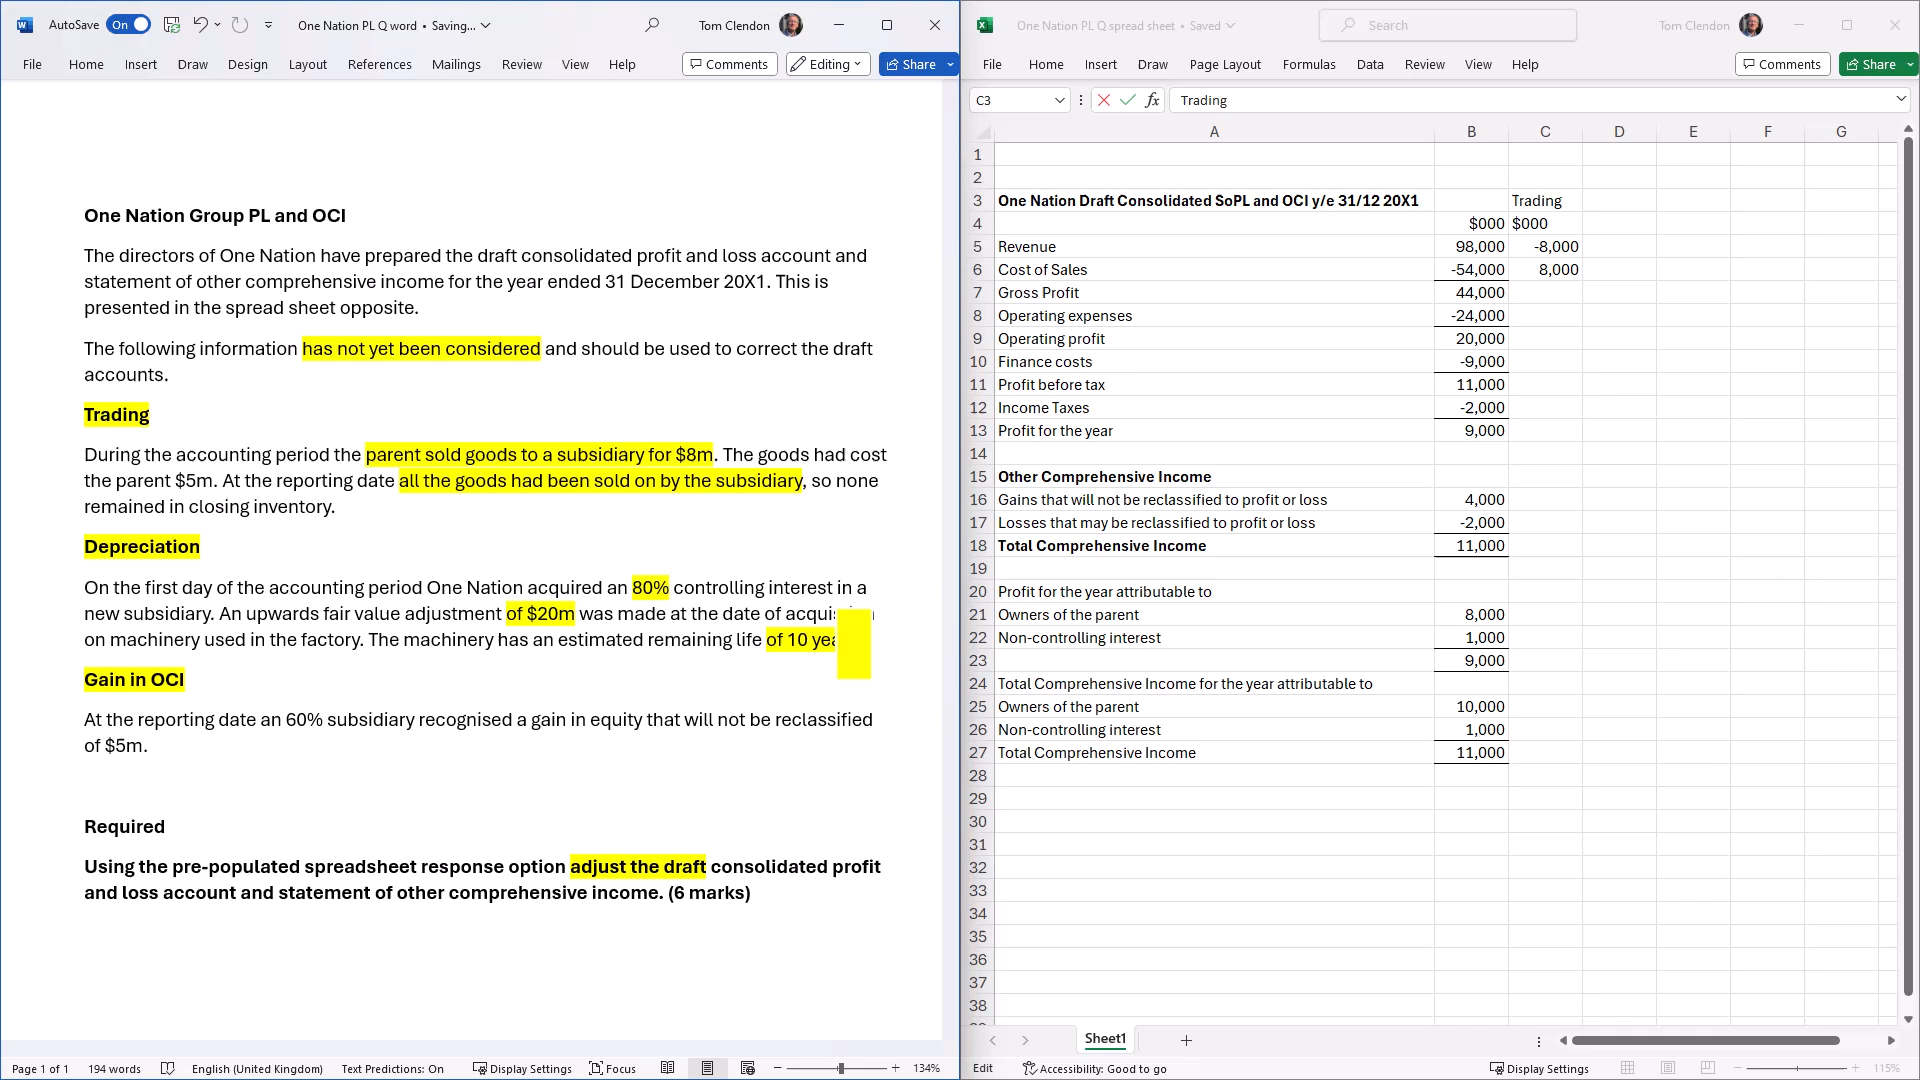 AutoSave On One Nation PL Q word • Saving... Tom Clendon
File Home Insert Draw Design Layout References Mailings Review View Help Comments Editing Share
One Nation Group PL and OCI
The directors of One Nation have prepared the draft consolidated profit and loss account and
statement of other comprehensive income for the year ended 31 December 20X1. This is
presented in the spread sheet opposite.
The following information has not yet been considered and should be used to correct the draft
accounts.
Trading
During the accounting period the parent sold goods to a subsidiary for $8m. The goods had cost
the parent $5m. At the reporting date all the goods had been sold on by the subsidiary, so none
remained in closing inventory.
Depreciation
On the first day of the accounting period One Nation acquired an 80% controlling interest in a
new subsidiary. An upwards fair value adjustment of $20m was made at the date of
on machinery used in the factory. The machinery has an estimated remaining life of 10
Gain in OCI
At the reporting date an 60% subsidiary recognised a gain in equity that will not be reclassified
of $5m.
Required
Using the pre-populated spreadsheet response option adjust the draft consolidated profit
and loss account and statement of other comprehensive income. (6 marks)
Page 1 of 1 194 words English (United Kingdom) Text Predictions: On Display Settings Focus 134%
One Nation PL Q spread sheet • Saved Search Tom Clendon
File Home Insert Draw Page Layout Formulas Data Review View Help Comments Share
C3 fx Trading
A B C D E F G
1
2
3 One Nation Draft Consolidated SoPL and OCI y/e 31/12 20X1 Trading
4 $000 $000
5 Revenue 98,000 -8,000
6 Cost of Sales -54,000 8,000
7 Gross Profit 44,000
8 Operating expenses -24,000
9 Operating profit 20,000
10 Finance costs -9,000
11 Profit before tax 11,000
12 Income Taxes -2,000
13 Profit for the year 9,000
14
15 Other Comprehensive Income
16 Gains that will not be reclassified to profit or loss 4,000
17 Losses that may be reclassified to profit or loss -2,000
18 Total Comprehensive Income 11,000
19
20 Profit for the year attributable to
21 Owners of the parent 8,000
22 Non-controlling interest 1,000
23 9,000
24 Total Comprehensive Income for the year attributable to
25 Owners of the parent 10,000
26 Non-controlling interest 1,000
27 Total Comprehensive Income 11,000
28
29
30
31
32
33
34
35
36
37
38
Sheet1
Edit Accessibility: Good to go Display Settings 115%